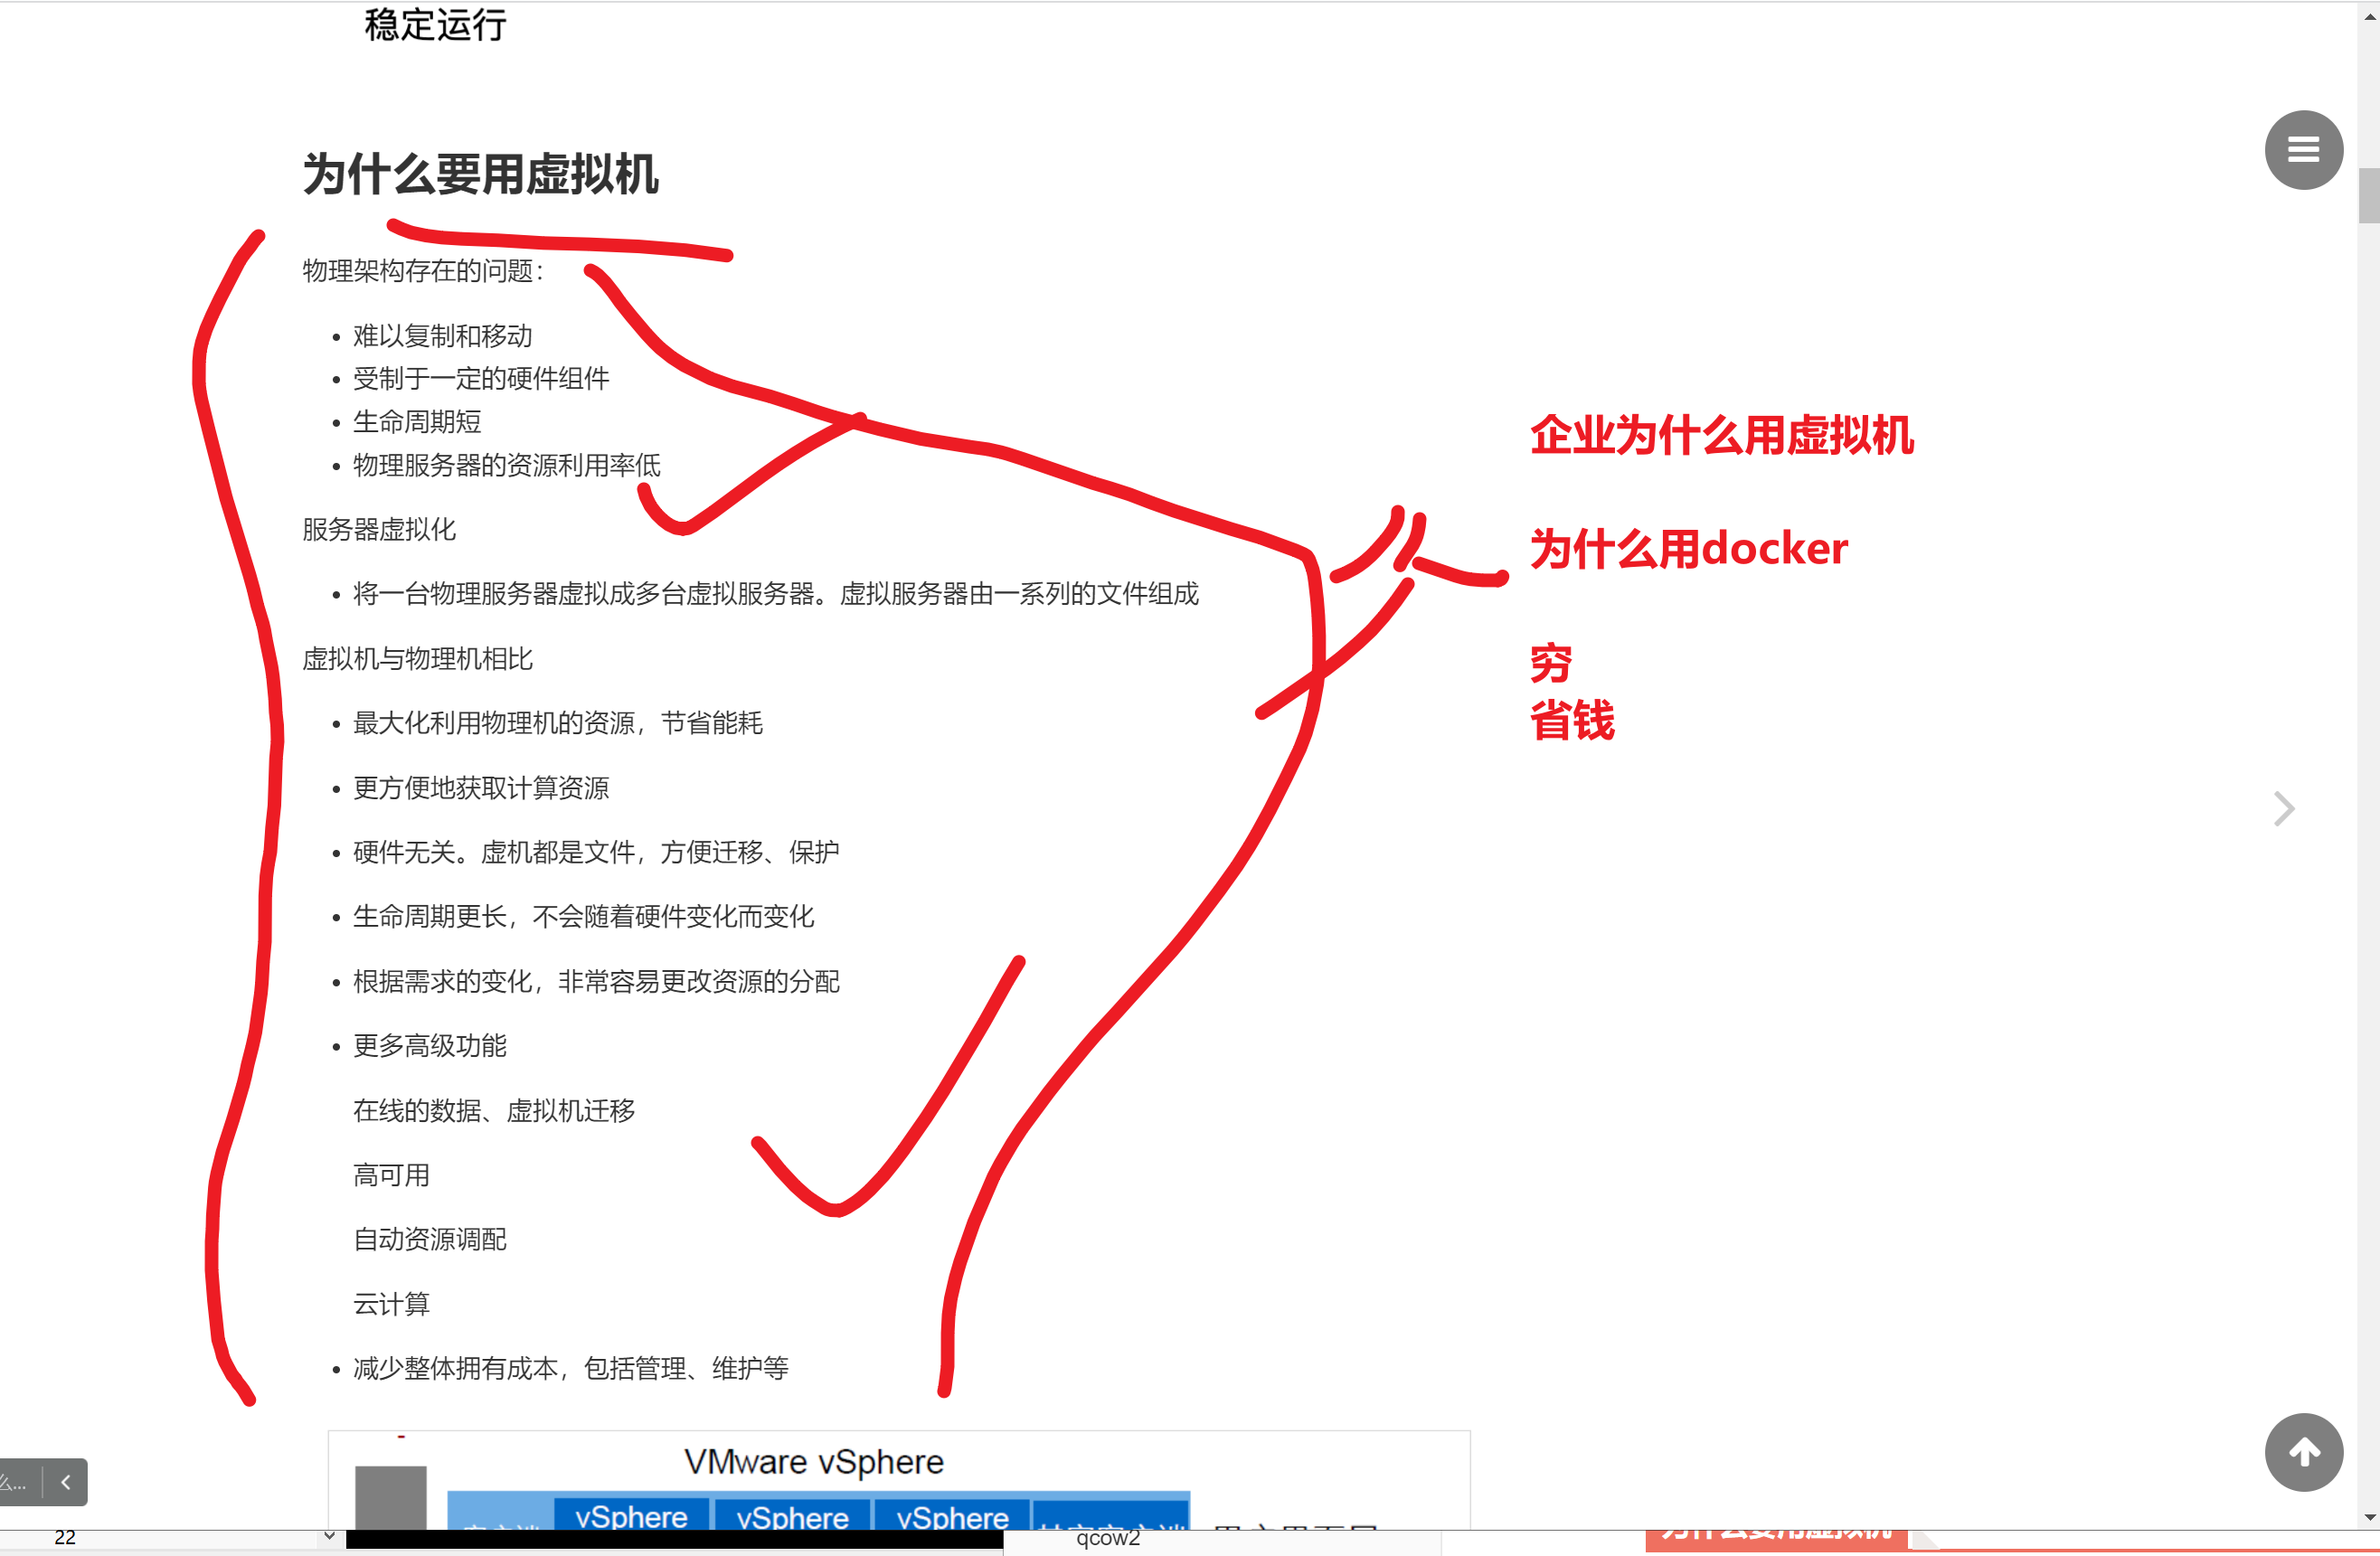 稳定运行
为什么要用虚拟机
物理架构存在的问题：
难以复制和移动
受制于一定的硬件组件
生命周期短
物理服务器的资源利用率低
服务器虚拟化
将一台物理服务器虚拟成多台虚拟服务器。虚拟服务器由一系列的文件组成
虚拟机与物理机相比
最大化利用物理机的资源，节省能耗
更方便地获取计算资源
硬件无关。虚机都是文件，方便迁移、保护
生命周期更长，不会随着硬件变化而变化
根据需求的变化，非常容易更改资源的分配
更多高级功能
在线的数据、虚拟机迁移
高可用
自动资源调配
云计算
减少整体拥有成本，包括管理、维护等
企业为什么用虚拟机
为什么用docker
穷
省钱
VMware vSphere
vSphere
vSphere
vSphere
么...
22
qcow2
为什么要用虚拟机